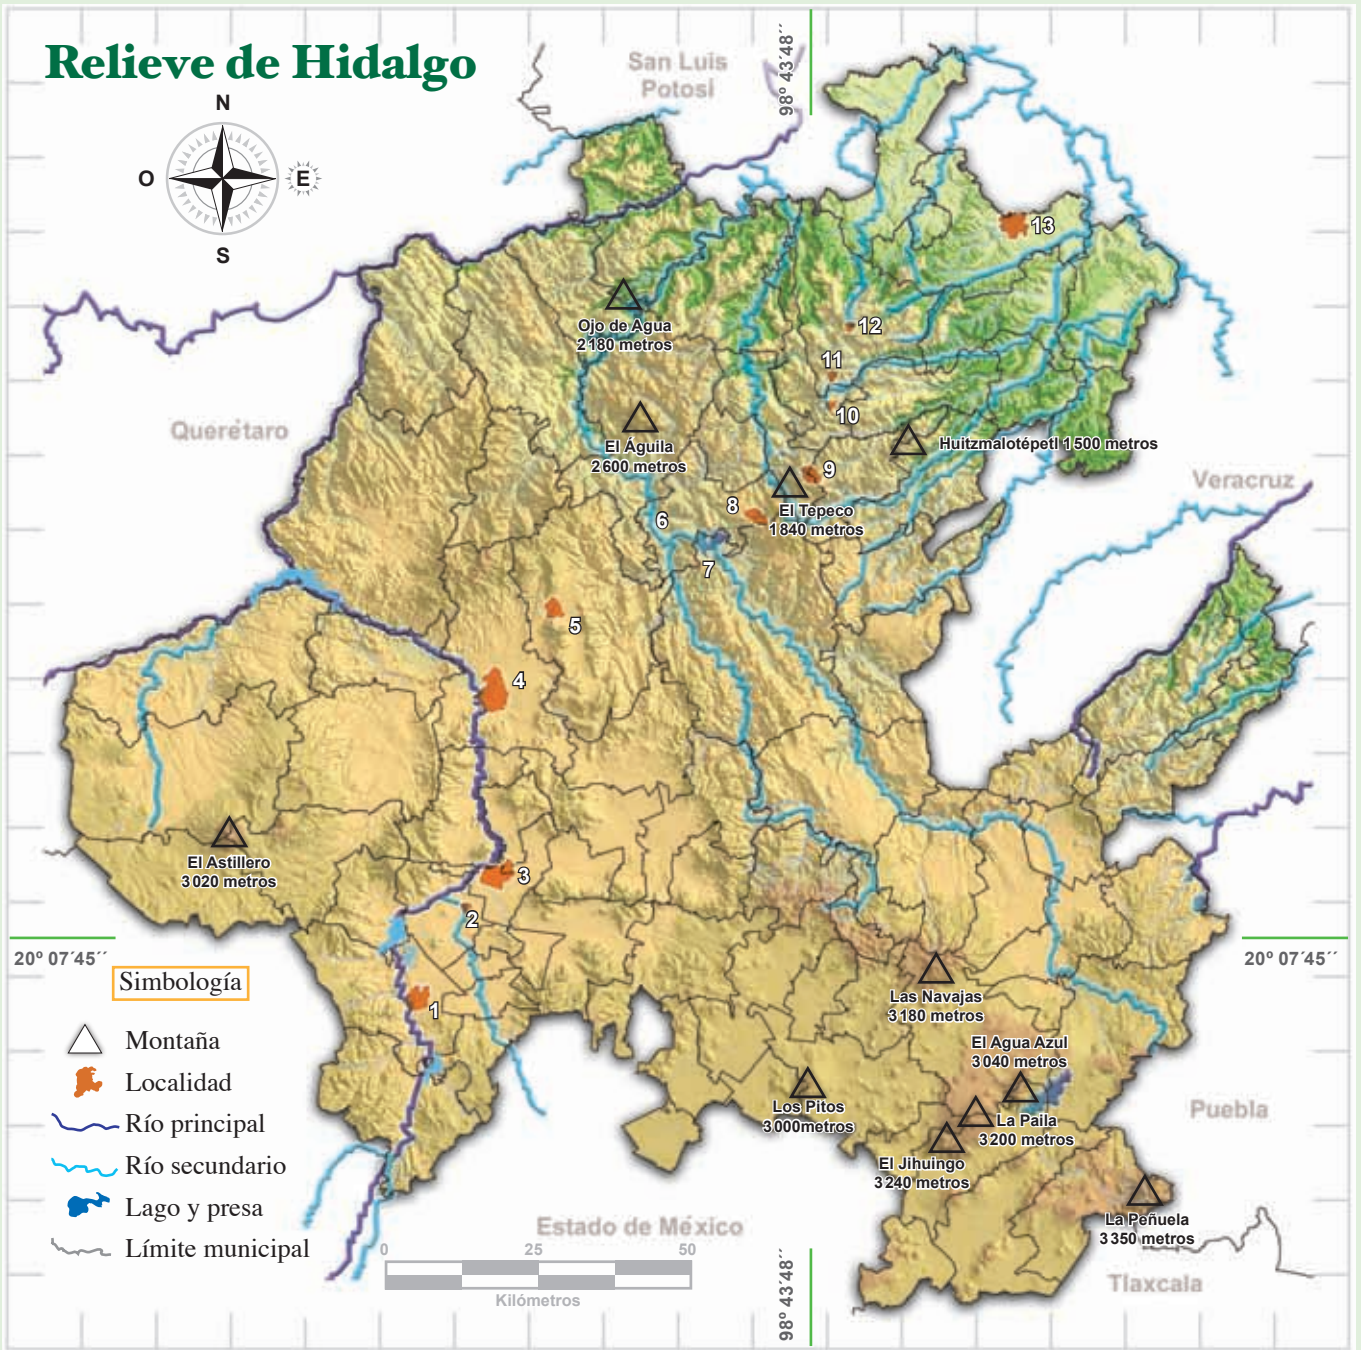 Relieve de Hidalgo
N
O
E
S
San Luis
Potosí
98º 43´48´´
13
Ojo de Agua
2 180 metros
12
11
10
Querétaro
El Águila
2 600 metros
Huitzmalotépetl 1 500 metros
9
8
El Tepeco
1 840 metros
Veracruz
6
7
5
4
El Astillero
3 020 metros
3
2
20º 07´45´´
20º 07´45´´
Simbología
Montaña
Localidad
Río principal
Río secundario
Lago y presa
Límite municipal
1
Las Navajas
3 180 metros
El Agua Azul
3 040 metros
Los Pitos
3 000metros
La Paila
3 200 metros
Puebla
El Jihuingo
3 240 metros
La Peñuela
3 350 metros
Estado de México
Tlaxcala
0 25 50
Kilómetros
98º 43´48´´